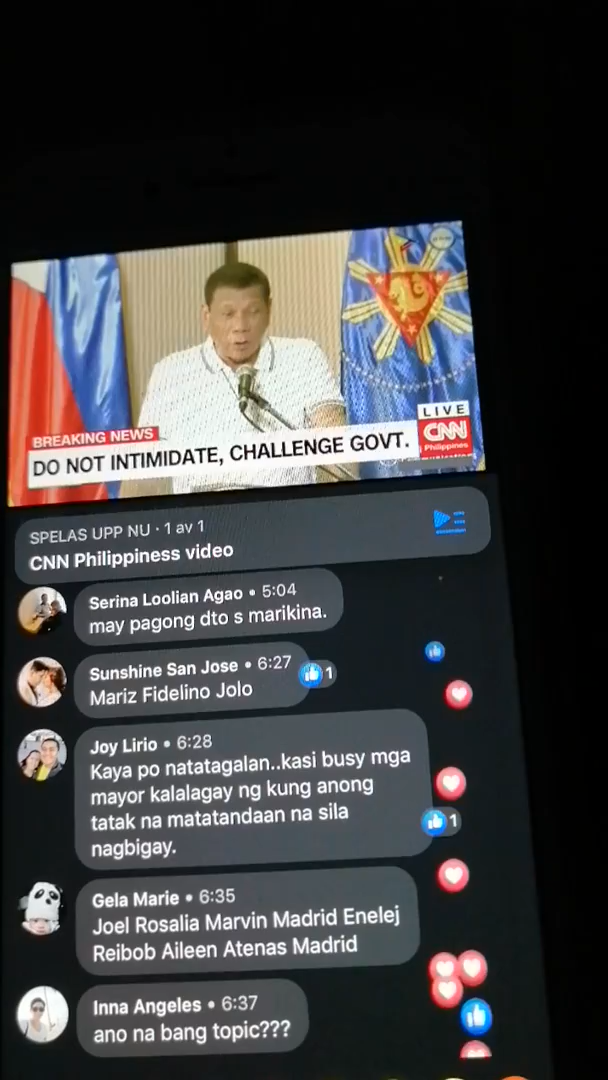 BREAKING NEWS
DO NOT INTIMIDATE, CHALLENGE GOVT.
LIVE
CNN
Philippines
SPELAS UPP NU · 1 av 1
CNN Philippiness video
Serina Loolian Agao • 5:04
may pagong dto s marikina.
Sunshine San Jose • 6:27
1
Mariz Fidelino Jolo
Joy Lirio • 6:28
Kaya po natatagalan..kasi busy mga
mayor kalalagay ng kung anong
tatak na matatandaan na sila
nagbigay.
1
Gela Marie • 6:35
Joel Rosalia Marvin Madrid Enelej
Reibob Aileen Atenas Madrid
Inna Angeles • 6:37
ano na bang topic???